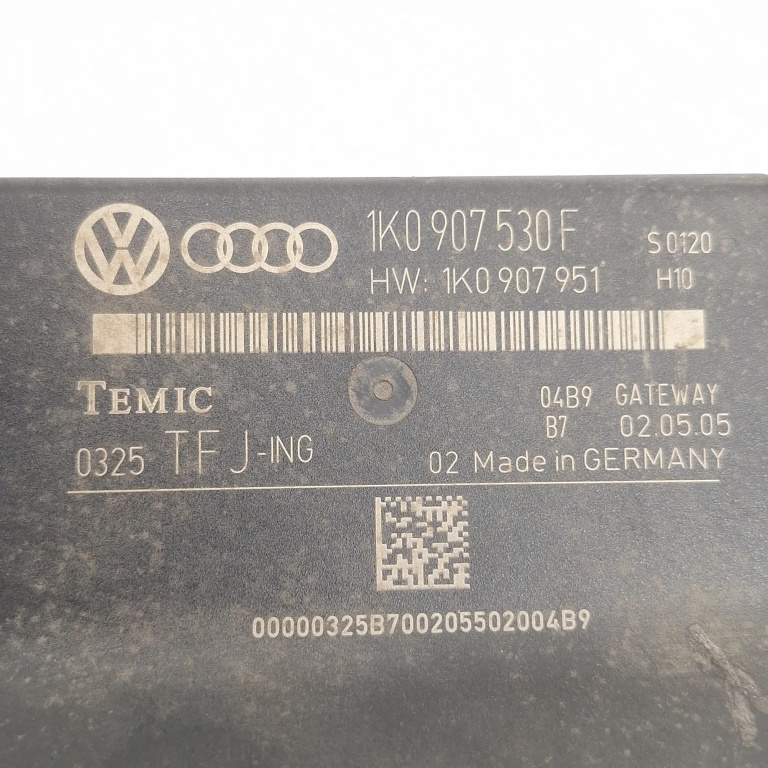 1K0 907 530 F S 0120
HW: 1K0 907 951 H10
TEMIC 04B9 GATEWAY
B7 02.05.05
0325 TFJ-ING 02 Made in GERMANY
00000325B700205502004B9